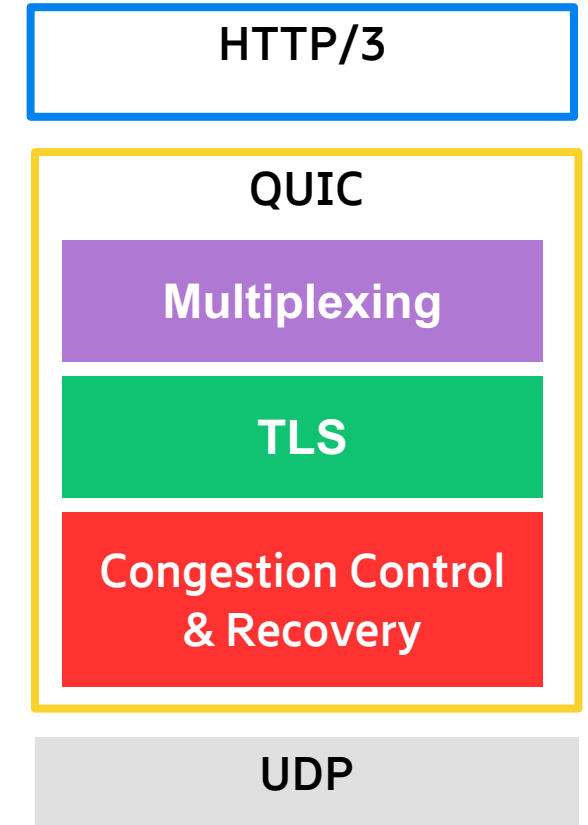 HTTP/3
QUIC
Multiplexing
TLS
Congestion Control
& Recovery
UDP